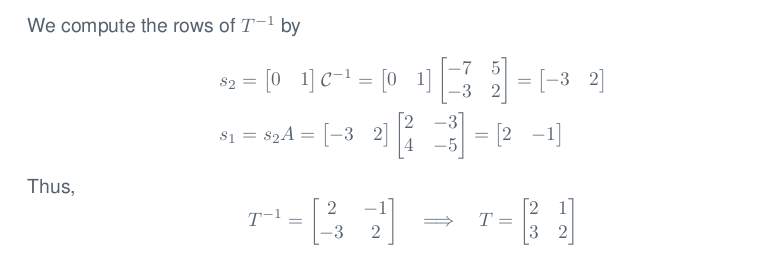 We compute the rows of T⁻¹ by
s₂ = [0 1] 𝒞⁻¹ = [0 1] [−7 5; −3 2] = [−3 2]
s₁ = s₂A = [−3 2] [2 −3; 4 −5] = [2 −1]
Thus,
T⁻¹ = [2 −1; −3 2] ⟹ T = [2 1; 3 2]